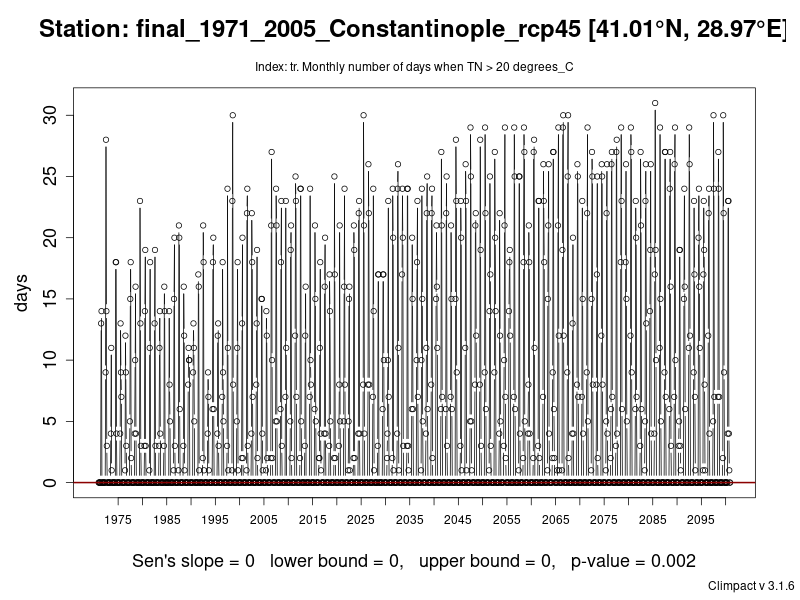 Station: final_1971_2005_Constantinople_rcp45 [41.01°N, 28.97°E]
Index: tr. Monthly number of days when TN > 20 degrees_C
30
25
20
15
10
5
0
days
1975 1985 1995 2005 2015 2025 2035 2045 2055 2065 2075 2085 2095
Sen's slope = 0 lower bound = 0, upper bound = 0, p-value = 0.002
Climpact v 3.1.6